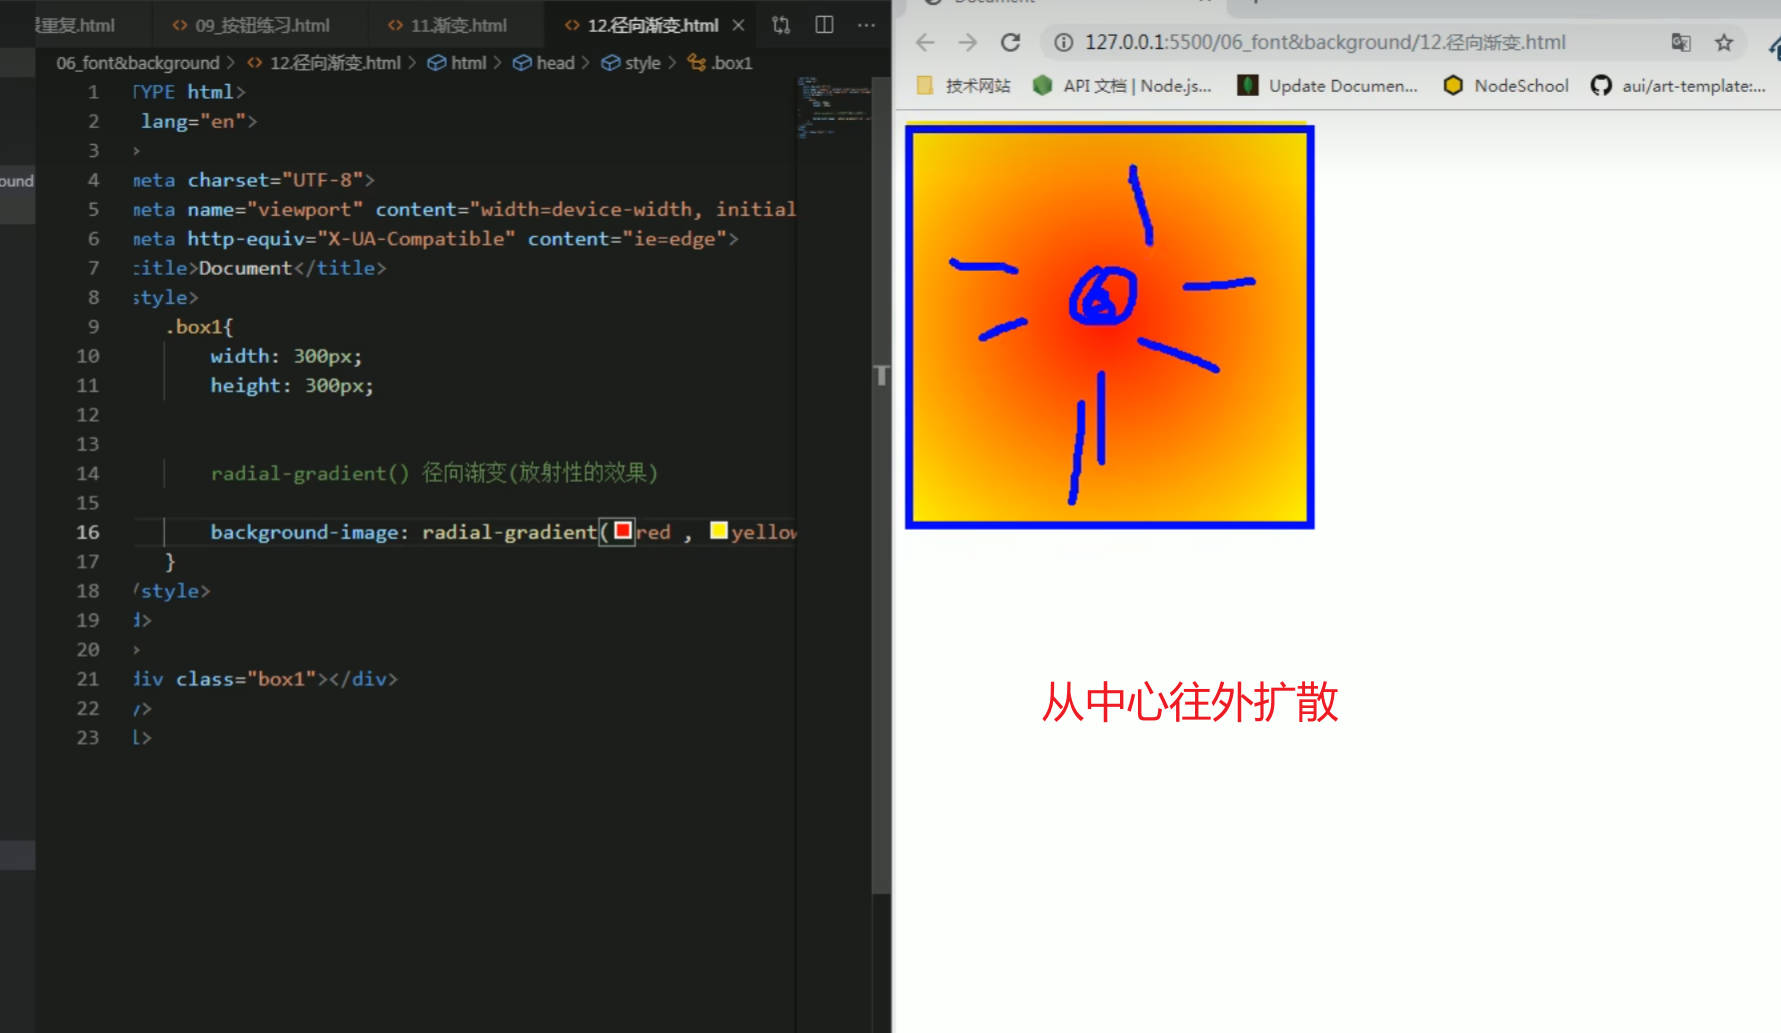 重复.html
09_按钮练习.html
11.渐变.html
12.径向渐变.html
06_font&background > 12.径向渐变.html > html > head > style > .box1
ound
1 TYPE html>
2 lang="en">
3 >
4 meta charset="UTF-8">
5 meta name="viewport" content="width=device-width, initial
6 meta http-equiv="X-UA-Compatible" content="ie=edge">
7 title>Document</title>
8 style>
9 .box1{
10 width: 300px;
11 height: 300px;
12
13
14 radial-gradient() 径向渐变(放射性的效果)
15
16 background-image: radial-gradient(red , yellow
17 }
18 /style>
19 d>
20 >
21 div class="box1"></div>
22 y>
23 l>
T
Document
127.0.0.1:5500/06_font&background/12.径向渐变.html
技术网站
API 文档 | Node.js...
Update Documen...
NodeSchool
aui/art-template:...
从中心往外扩散